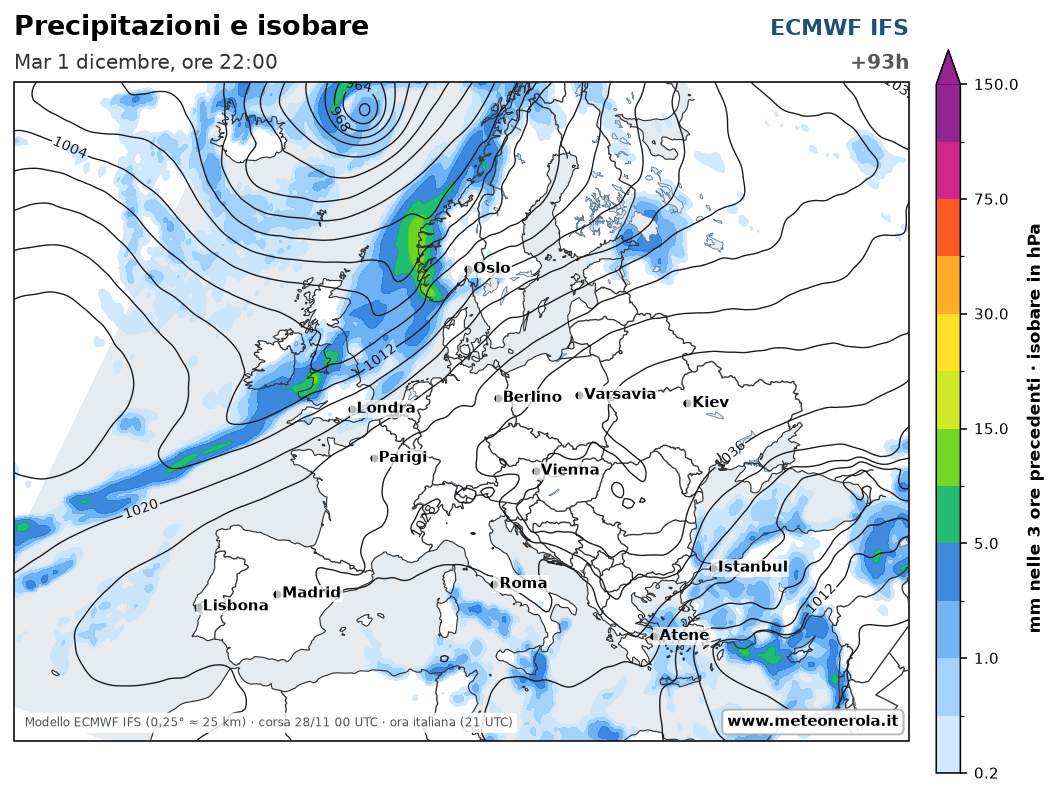 Precipitazioni e isobare
ECMWF IFS
Mar 1 dicembre, ore 22:00
+93h
964
968
1004
Oslo
1012
Londra
Berlino
Varsavia
Kiev
Parigi
Vienna
1036
1020
1028
Istanbul
Roma
Madrid
Lisbona
1012
Atene
Modello ECMWF IFS (0,25° ≈ 25 km) · corsa 28/11 00 UTC · ora italiana (21 UTC)
www.meteonerola.it
150.0
75.0
30.0
15.0
5.0
1.0
0.2
mm nelle 3 ore precedenti · isobare in hPa